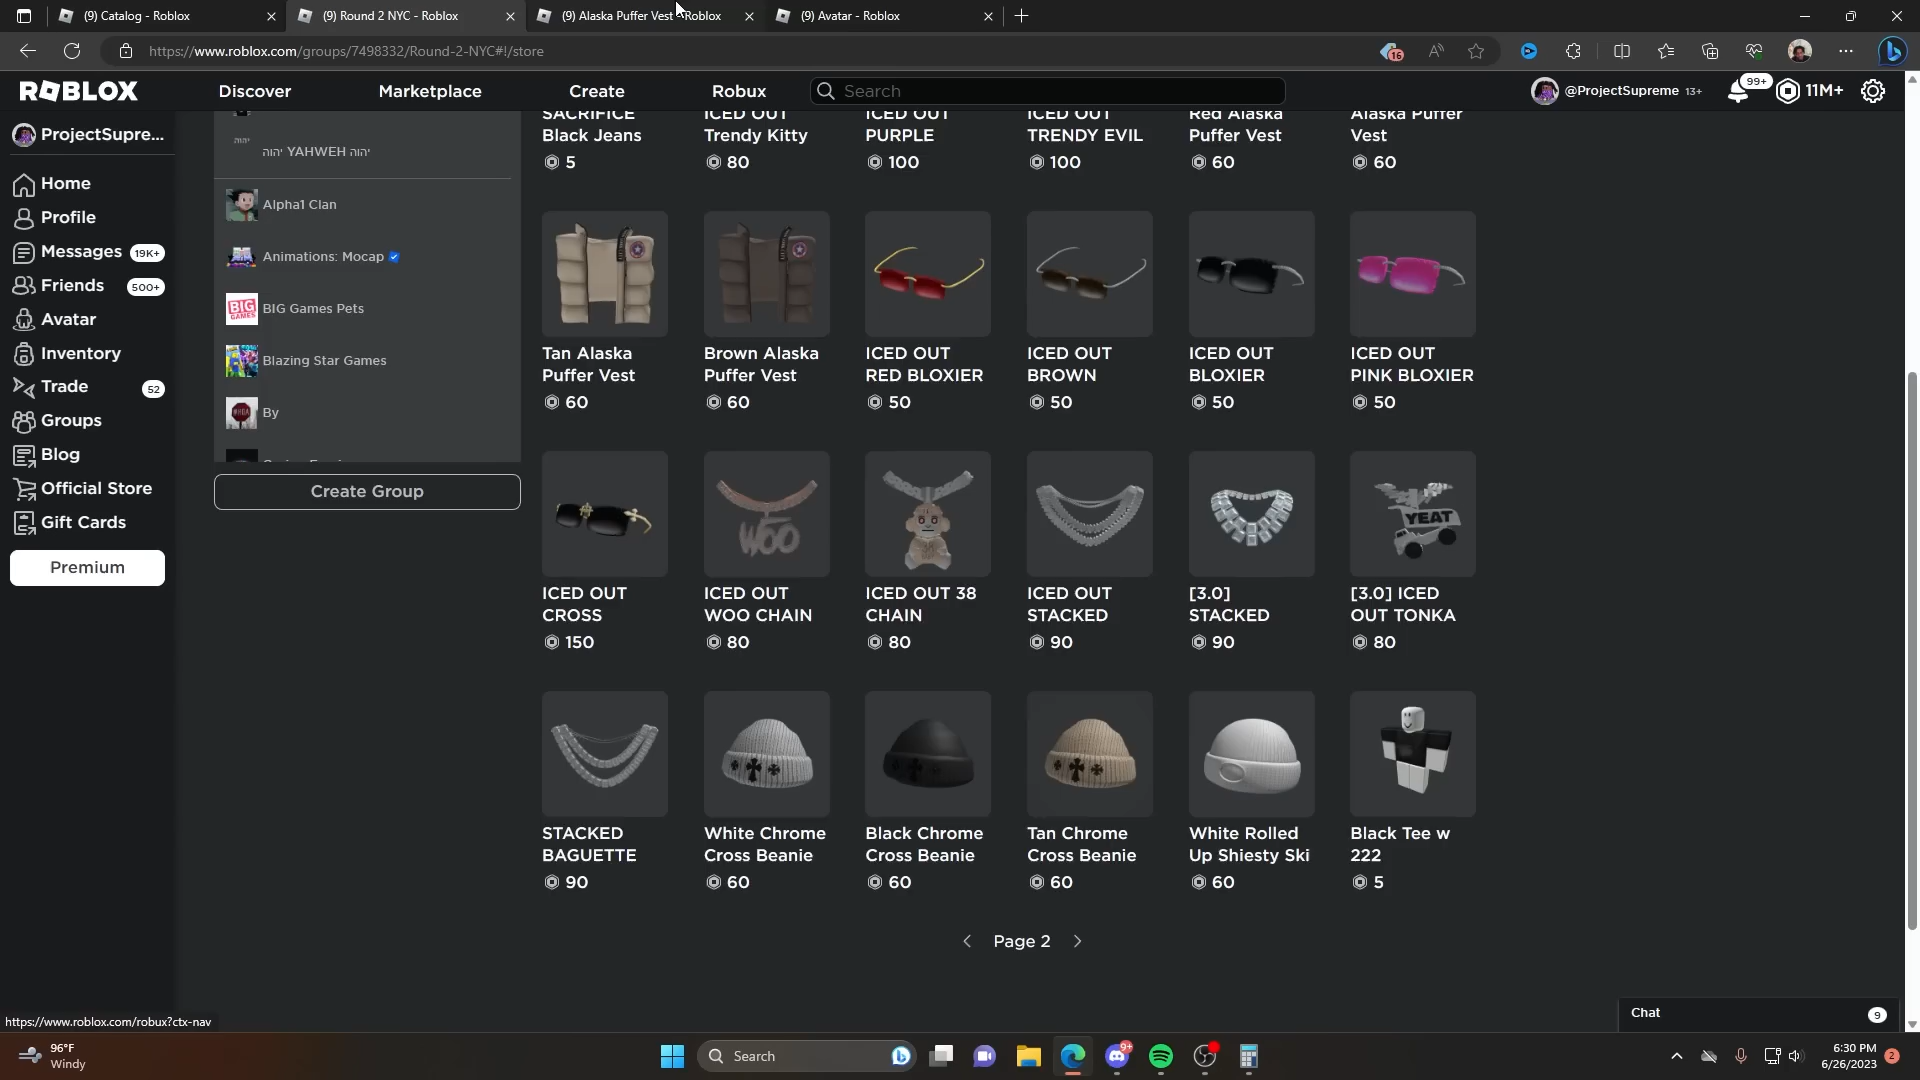 (9) Catalog - Roblox
(9) Round 2 NYC - Roblox
(9) Alaska Puffer Vest - Roblox
(9) Avatar - Roblox
https://www.roblox.com/groups/7498332/Round-2-NYC#!/store
16
ROBLOX
Discover
Marketplace
Create
Robux
Search
@ProjectSupreme 13+
99+
11M+
ProjectSupre...
Home
Profile
Messages 19K+
Friends 500+
Avatar
Inventory
Trade 52
Groups
Blog
Official Store
Gift Cards
Premium
יהוה YAHWEH יהוה
Alpha1 Clan
Animations: Mocap
BIG GAMES
BIG Games Pets
Blazing Star Games
By
Create Group
SACRIFICE
Black Jeans
5
ICED OUT
Trendy Kitty
80
ICED OUT
PURPLE
100
ICED OUT
TRENDY EVIL
100
Red Alaska
Puffer Vest
60
Alaska Puffer
Vest
60
Tan Alaska
Puffer Vest
60
Brown Alaska
Puffer Vest
60
ICED OUT
RED BLOXIER
50
ICED OUT
BROWN
50
ICED OUT
BLOXIER
50
ICED OUT
PINK BLOXIER
50
ICED OUT
CROSS
150
WOO
ICED OUT
WOO CHAIN
80
ICED OUT 38
CHAIN
80
ICED OUT
STACKED
90
[3.0]
STACKED
90
YEAT
[3.0] ICED
OUT TONKA
80
STACKED
BAGUETTE
90
White Chrome
Cross Beanie
60
Black Chrome
Cross Beanie
60
Tan Chrome
Cross Beanie
60
White Rolled
Up Shiesty Ski
60
Black Tee w
222
5
Page 2
Chat
9
https://www.roblox.com/robux?ctx-nav
96°F
Windy
Search
9+
6:30 PM
6/26/2023
2